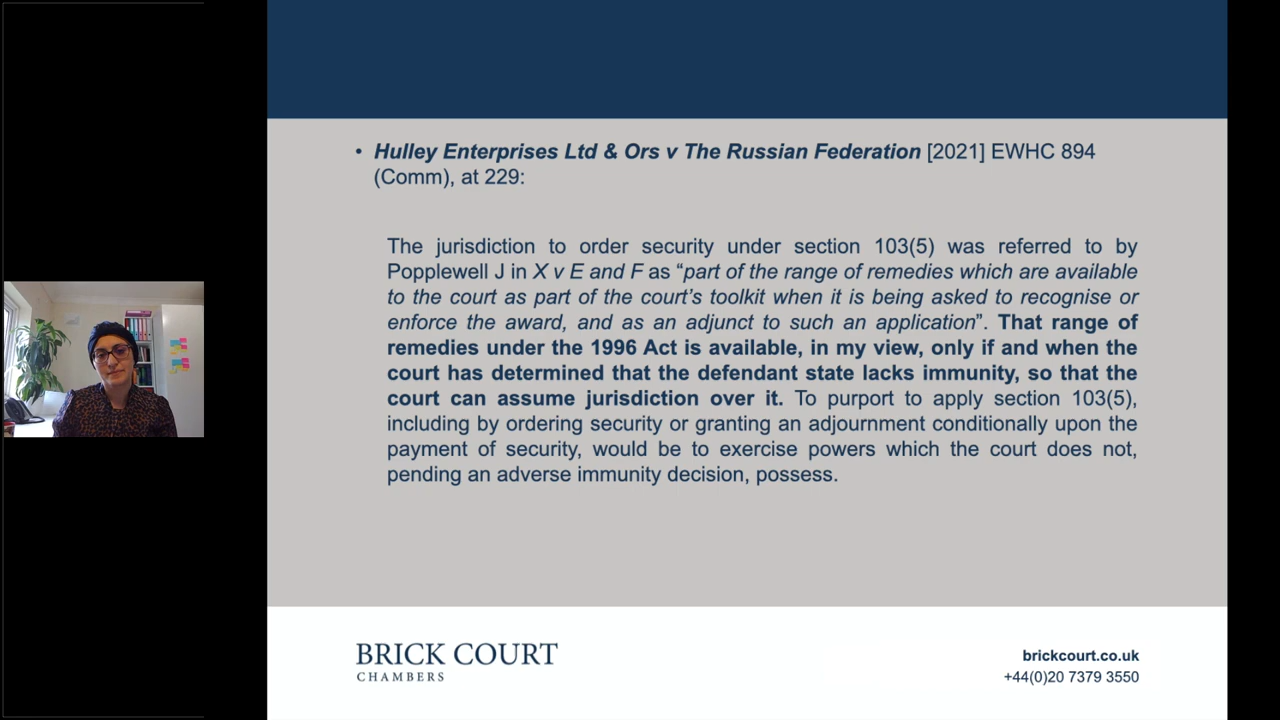 • Hulley Enterprises Ltd & Ors v The Russian Federation [2021] EWHC 894
(Comm), at 229:
The jurisdiction to order security under section 103(5) was referred to by
Popplewell J in X v E and F as “part of the range of remedies which are available
to the court as part of the court’s toolkit when it is being asked to recognise or
enforce the award, and as an adjunct to such an application”. That range of
remedies under the 1996 Act is available, in my view, only if and when the
court has determined that the defendant state lacks immunity, so that the
court can assume jurisdiction over it. To purport to apply section 103(5),
including by ordering security or granting an adjournment conditionally upon the
payment of security, would be to exercise powers which the court does not,
pending an adverse immunity decision, possess.
BRICK COURT
CHAMBERS
brickcourt.co.uk
+44(0)20 7379 3550